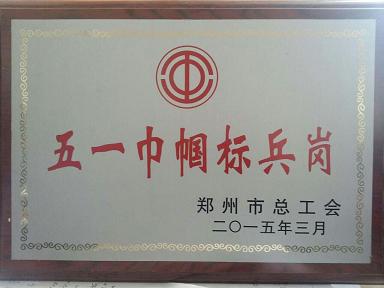 五一巾帼标兵岗
郑州市总工会
二〇一五年三月